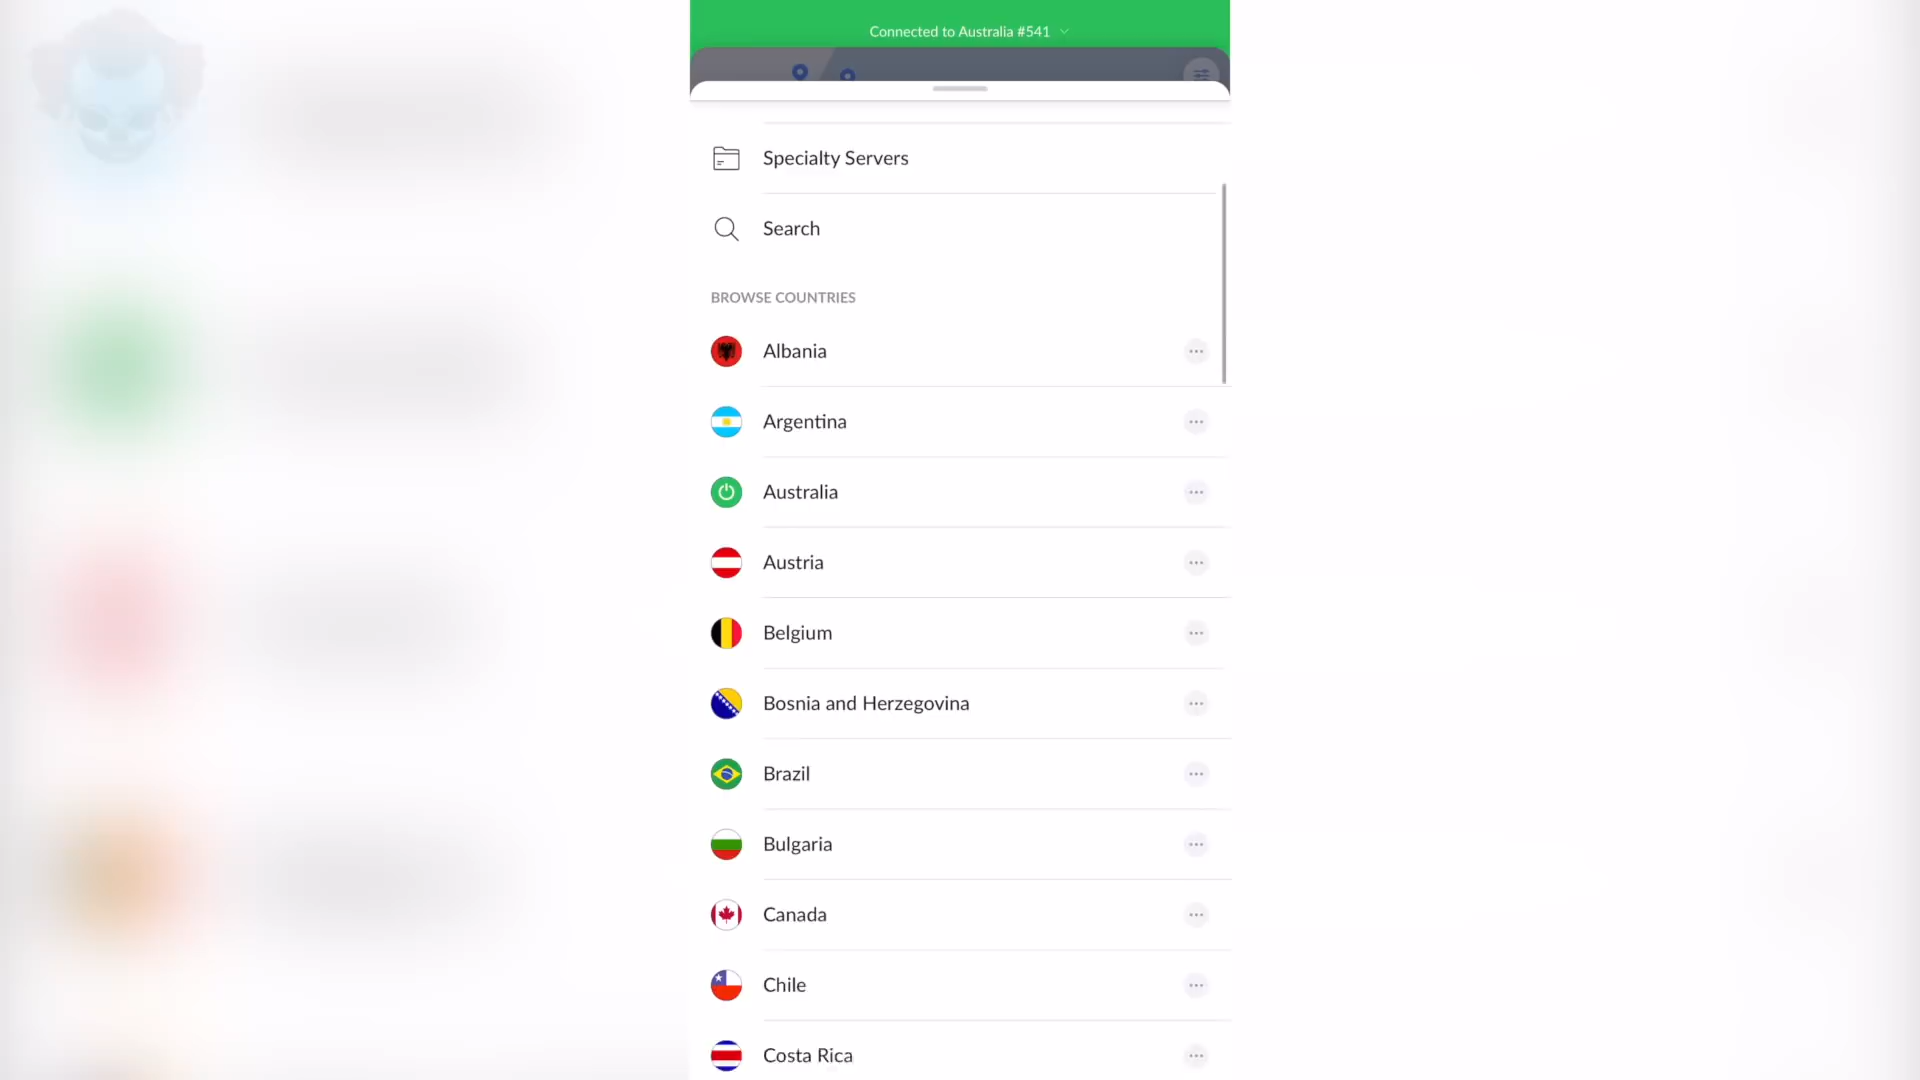 Connected to Australia #541
Specialty Servers
Search
BROWSE COUNTRIES
Albania
Argentina
Australia
Austria
Belgium
Bosnia and Herzegovina
Brazil
Bulgaria
Canada
Chile
Costa Rica